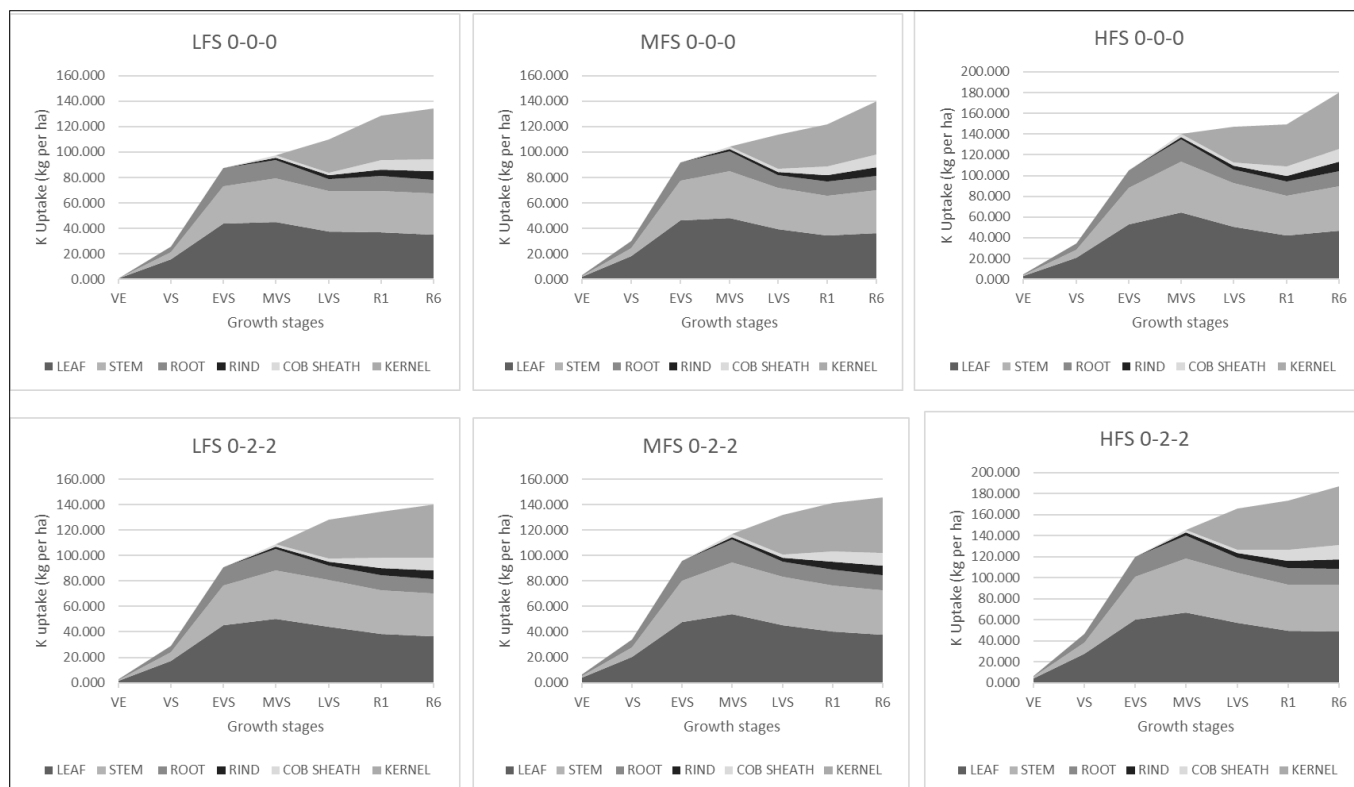 LFS 0-0-0
K Uptake (kg per ha)
160.000
140.000
120.000
100.000
80.000
60.000
40.000
20.000
0.000
VE VS EVS MVS LVS R1 R6
Growth stages
LEAF STEM ROOT RIND COB SHEATH KERNEL
MFS 0-0-0
K Uptake (kg per ha)
160.000
140.000
120.000
100.000
80.000
60.000
40.000
20.000
0.000
VE VS EVS MVS LVS R1 R6
Growth stages
LEAF STEM ROOT RIND COB SHEATH KERNEL
HFS 0-0-0
K Uptake (kg per ha)
200.000
180.000
160.000
140.000
120.000
100.000
80.000
60.000
40.000
20.000
0.000
VE VS EVS MVS LVS R1 R6
Growth stages
LEAF STEM ROOT RIND COB SHEATH KERNEL
LFS 0-2-2
K uptake (kg per ha)
160.000
140.000
120.000
100.000
80.000
60.000
40.000
20.000
0.000
VE VS EVS MVS LVS R1 R6
Growth stages
LEAF STEM ROOT RIND COB SHEATH KERNEL
MFS 0-2-2
K Uptake (kg per ha)
160.000
140.000
120.000
100.000
80.000
60.000
40.000
20.000
0.000
VE VS EVS MVS LVS R1 R6
Growth stages
LEAF STEM ROOT RIND COB SHEATH KERNEL
HFS 0-2-2
K Uptake (kg per ha)
200.000
180.000
160.000
140.000
120.000
100.000
80.000
60.000
40.000
20.000
0.000
VE VS EVS MVS LVS R1 R6
Growth stages
LEAF STEM ROOT RIND COB SHEATH KERNEL